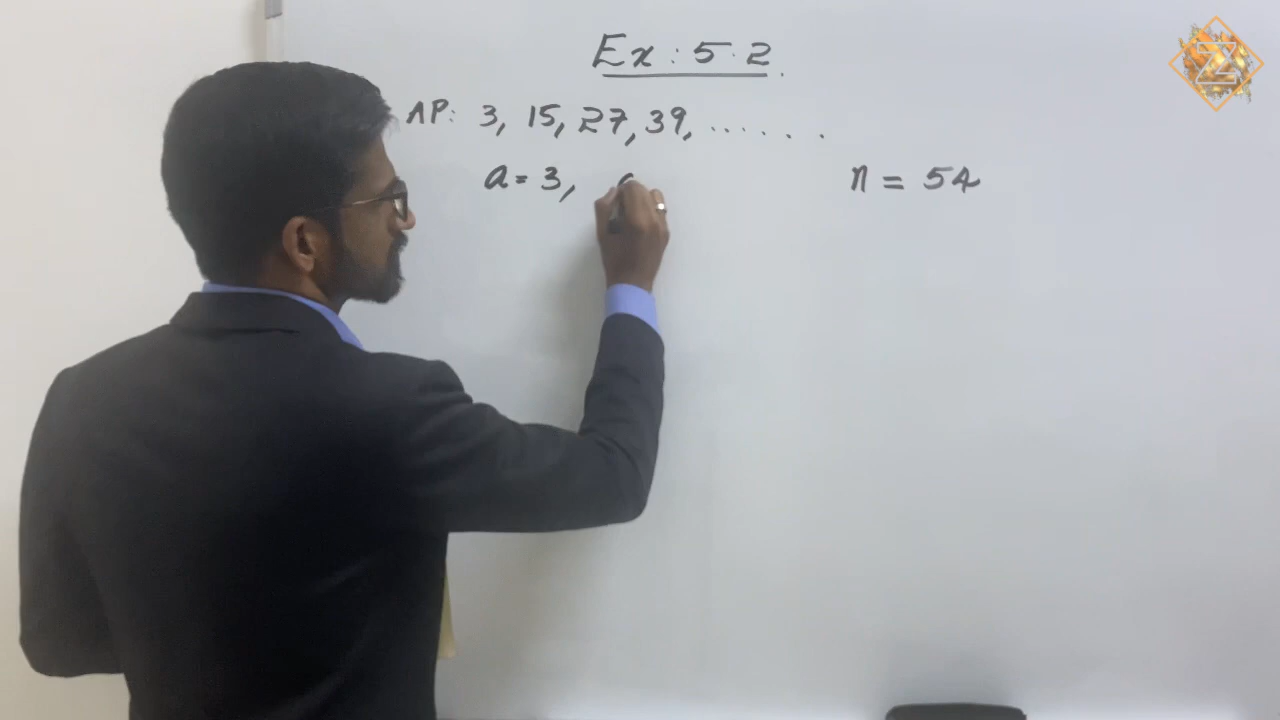 Ex : 5.2
AP: 3, 15, 27, 39, ......
a = 3, n = 54
Z